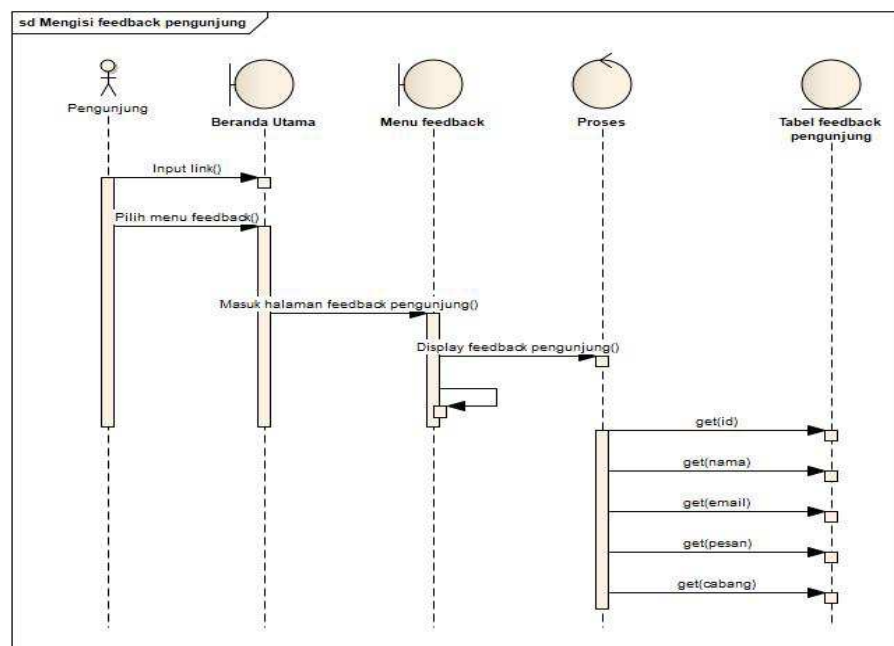 sd Mengisi feedback pengunjung
Pengunjung
Beranda Utama
Menu feedback
Proses
Tabel feedback
pengunjung
Input link()
Pilih menu feedback()
Masuk halaman feedback pengunjung()
Display feedback pengunjung()
get(id)
get(nama)
get(email)
get(pesan)
get(cabang)